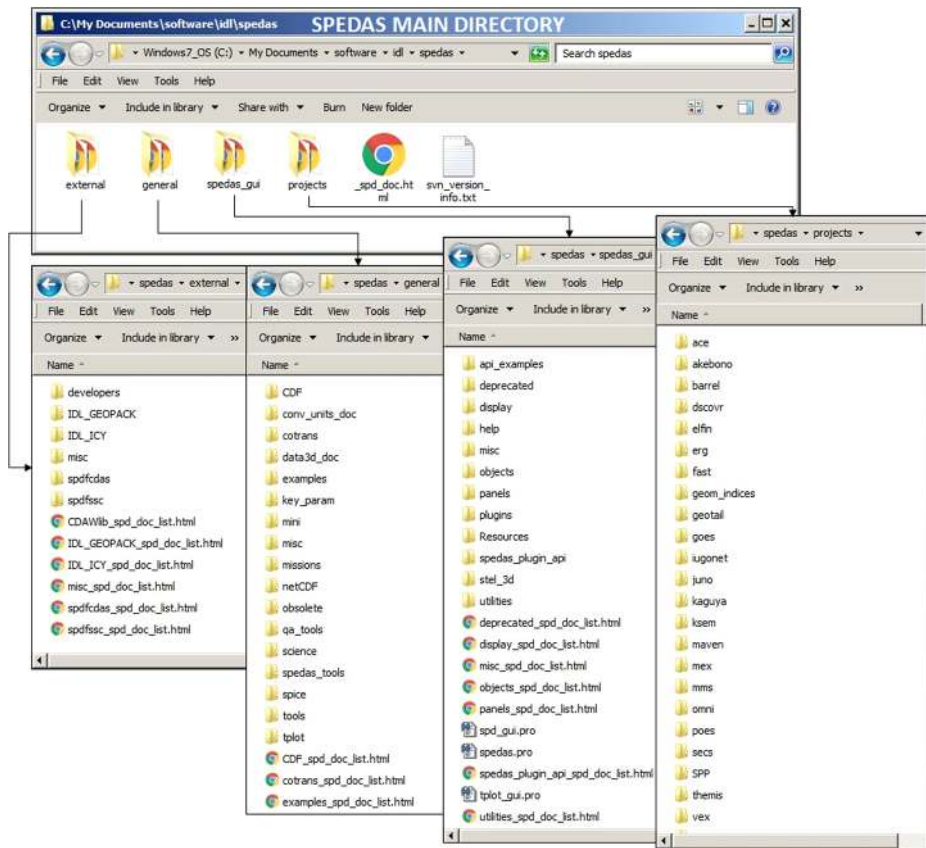 C:\My Documents\software\idl\spedas SPEDAS MAIN DIRECTORY
Windows7_OS (C:) My Documents software idl spedas Search spedas
File Edit View Tools Help
Organize Include in library Share with Burn New folder
external general spedas_gui projects _spd_doc.ht svn_version_
ml info.txt
spedas external
File Edit View Tools Help
Organize Include in library »
Name
developers
IDL_GEOPACK
IDL_ICY
misc
spdfcdas
spdfssc
CDAWlib_spd_doc_list.html
IDL_GEOPACK_spd_doc_list.html
IDL_ICY_spd_doc_list.html
misc_spd_doc_list.html
spdfcdas_spd_doc_list.html
spdfssc_spd_doc_list.html
spedas general
File Edit View Tools Help
Organize Include in library
Name
CDF
conv_units_doc
cotrans
data3d_doc
examples
key_param
mini
misc
missions
netCDF
obsolete
qa_tools
science
spedas_tools
spice
tools
tplot
CDF_spd_doc_list.html
cotrans_spd_doc_list.html
examples_spd_doc_list.html
spedas spedas_gui
File Edit View Tools Help
Organize Include in library »
Name
api_examples
deprecated
display
help
misc
objects
panels
plugins
Resources
spedas_plugin_api
stel_3d
utilities
deprecated_spd_doc_list.html
display_spd_doc_list.html
misc_spd_doc_list.html
objects_spd_doc_list.html
panels_spd_doc_list.html
spd_gui.pro
spedas.pro
spedas_plugin_api_spd_doc_list.html
tplot_gui.pro
utilities_spd_doc_list.html
spedas projects
File Edit View Tools Help
Organize Include in library »
Name
ace
akebono
barrel
dscovr
elfin
erg
fast
geom_indices
geotail
goes
iugonet
juno
kaguya
ksem
maven
mex
mms
omni
poes
secs
SPP
themis
vex